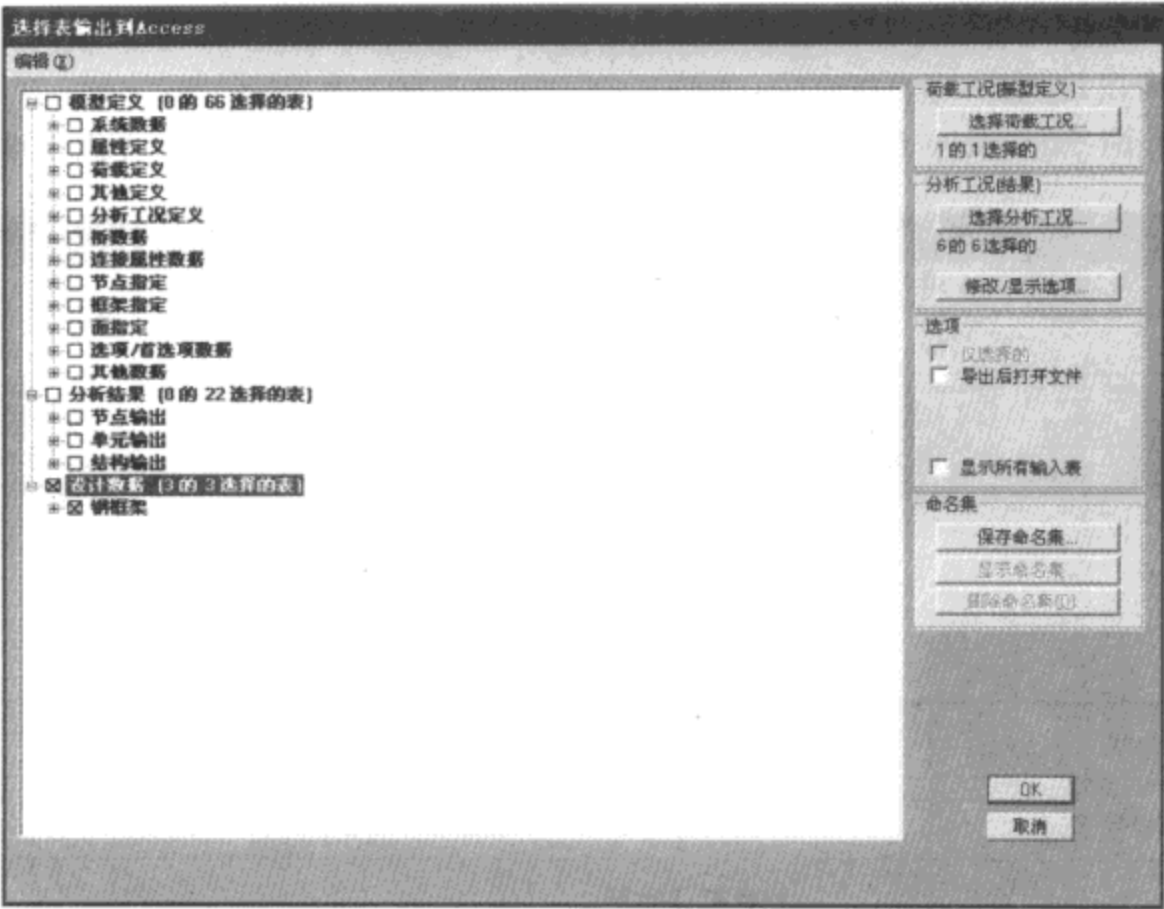 选择表输出到Access
编辑(X)
模型定义 (0 的 66 选择的表)
系统数据
属性定义
荷载定义
其他定义
分析工况定义
桥数据
连接属性数据
节点指定
框架指定
面指定
选项/首选项数据
其他数据
分析结果 (0 的 22 选择的表)
节点输出
单元输出
结构输出
设计数据 (3 的 3 选择的表)
钢框架
荷载工况(模型定义)
选择荷载工况...
1 的 1 选择的
分析工况(结果)
选择分析工况...
6 的 6 选择的
修改/显示选项...
选项
仅选择的
导出后打开文件
显示所有输入表
命名集
保存命名集...
显示命名集...
删除命名集(D)...
OK
取消